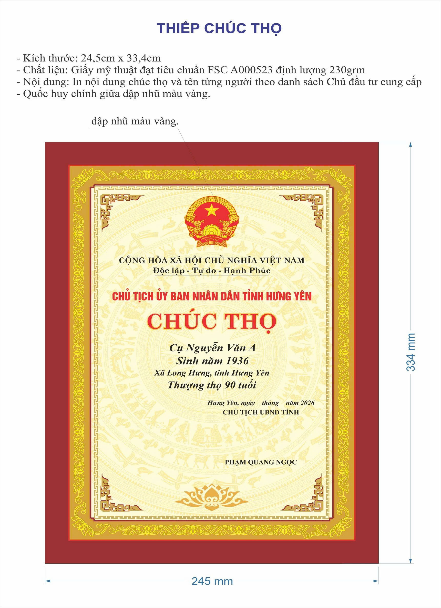 THIẾP CHÚC THỌ
- Kích thước: 24,5cm x 33,4cm
- Chất liệu: Giấy mỹ thuật đạt tiêu chuẩn FSC A000523 định lượng 230grm
- Nội dung: In nội dung chúc thọ và tên từng người theo danh sách Chủ đầu tư cung cấp
- Quốc huy chính giữa dập nhũ màu vàng.
dập nhũ màu vàng.
CỘNG HÒA XÃ HỘI CHỦ NGHĨA VIỆT NAM
Độc lập - Tự do - Hạnh Phúc
CHỦ TỊCH ỦY BAN NHÂN DÂN TỈNH HƯNG YÊN
CHÚC THỌ
Cụ Nguyễn Văn A
Sinh năm 1936
Xã Long Hưng, tỉnh Hưng Yên
Thượng thọ 90 tuổi
Hưng Yên, ngày tháng năm 2026
CHỦ TỊCH UBND TỈNH
PHẠM QUANG NGỌC
334 mm
245 mm